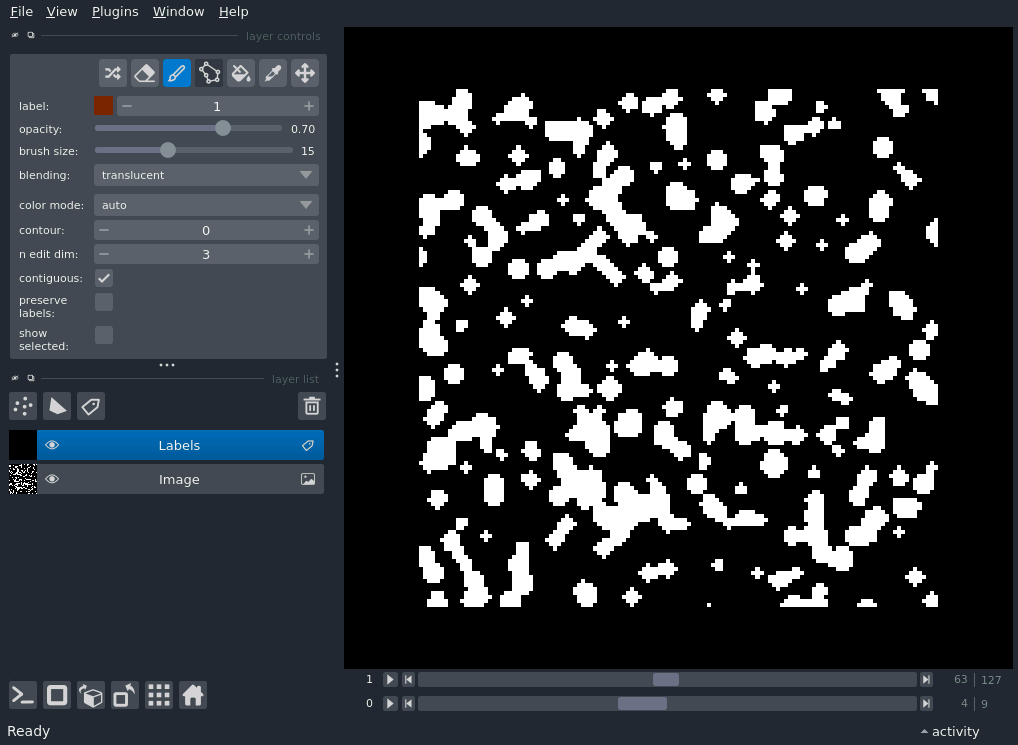 File View Plugins Window Help
layer controls
label: 1
opacity: 0.70
brush size: 15
blending: translucent
color mode: auto
contour: 0
n edit dim: 3
contiguous:
preserve
labels:
show
selected:
layer list
Labels
Image
1 63 127
0 4 9
Ready activity